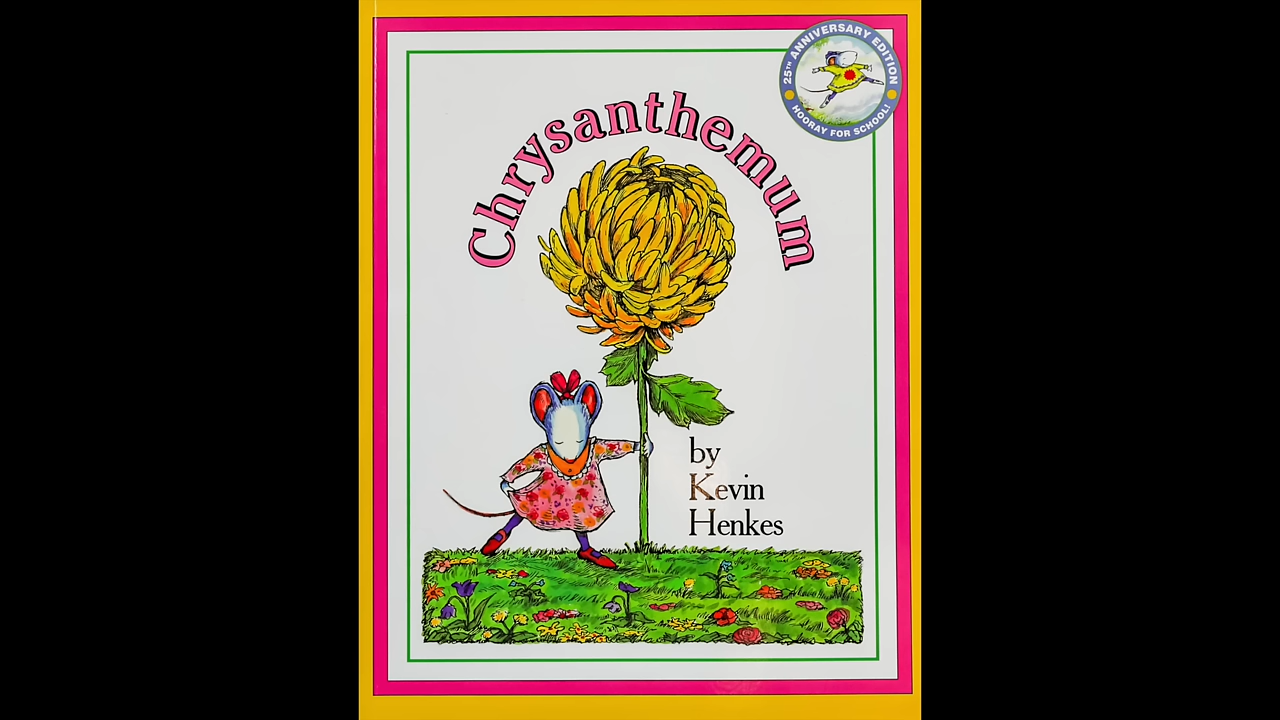 25TH ANNIVERSARY EDITION
HOORAY FOR SCHOOL!
Chrysanthemum
by
Kevin
Henkes